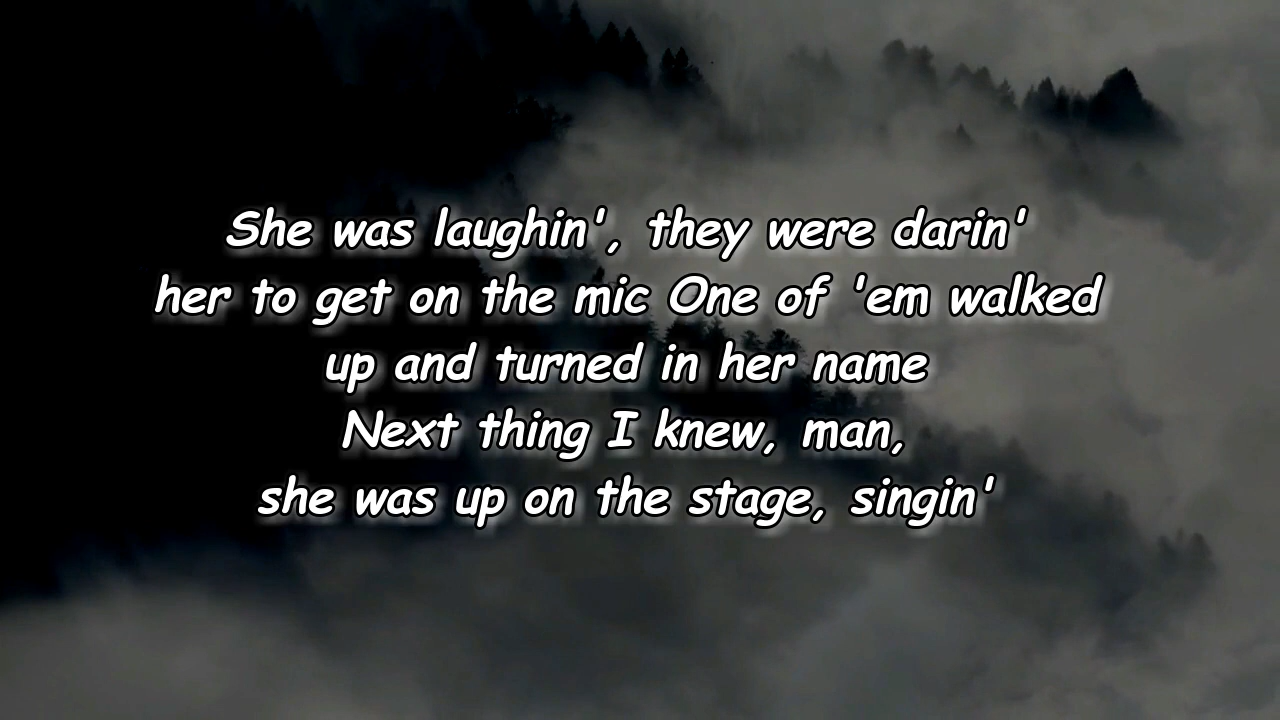 She was laughin', they were darin'
her to get on the mic One of 'em walked
up and turned in her name
Next thing I knew, man,
she was up on the stage, singin'